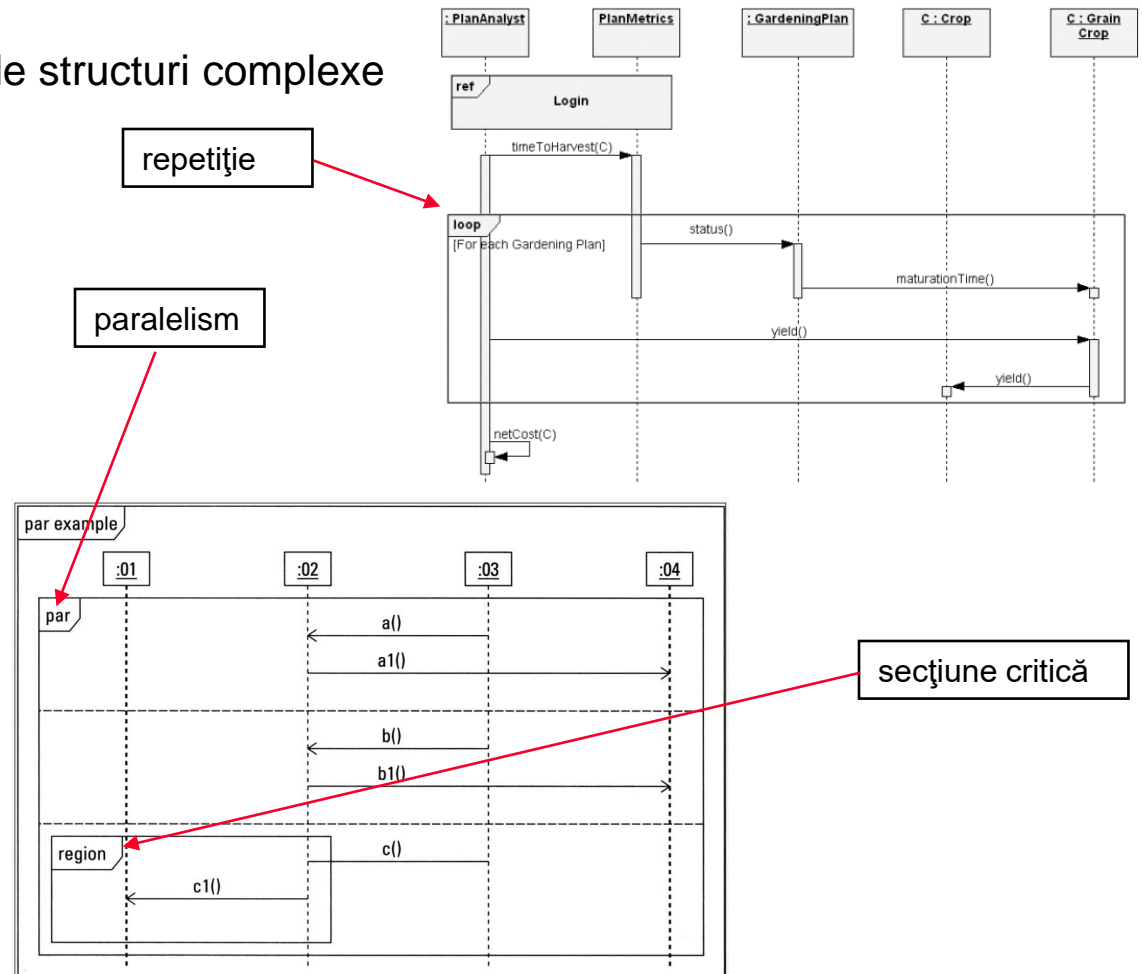 : PlanAnalyst
PlanMetrics
: GardeningPlan
C : Crop
C : Grain
Crop
le structuri complexe
ref
Login
repetiţie
timeToHarvest(C)
loop
[For each Gardening Plan]
status()
maturationTime()
paralelism
yield()
yield()
netCost(C)
par example
:01
:02
:03
:04
par
a()
a1()
secţiune critică
b()
b1()
region
c()
c1()